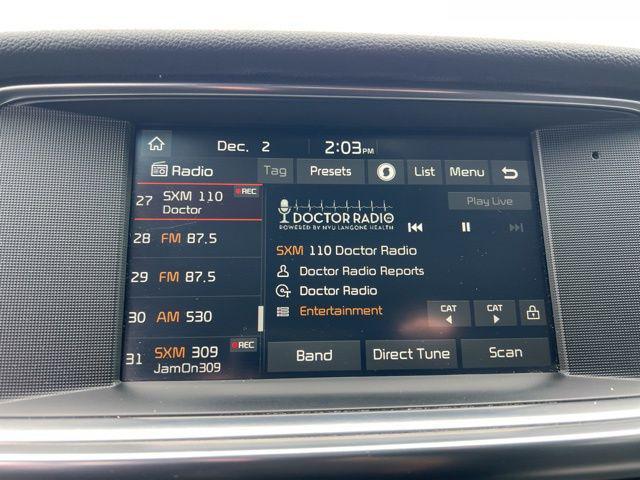 Dec. 2 2:03 PM
Radio Tag Presets List Menu
27 SXM 110 REC
Doctor
28 FM 87.5
29 FM 87.5
30 AM 530
31 SXM 309 REC
JamOn309
Play Live
DOCTOR RADIO
POWERED BY NYU LANGONE HEALTH
SXM 110 Doctor Radio
Doctor Radio Reports
Doctor Radio
Entertainment CAT CAT
Band Direct Tune Scan